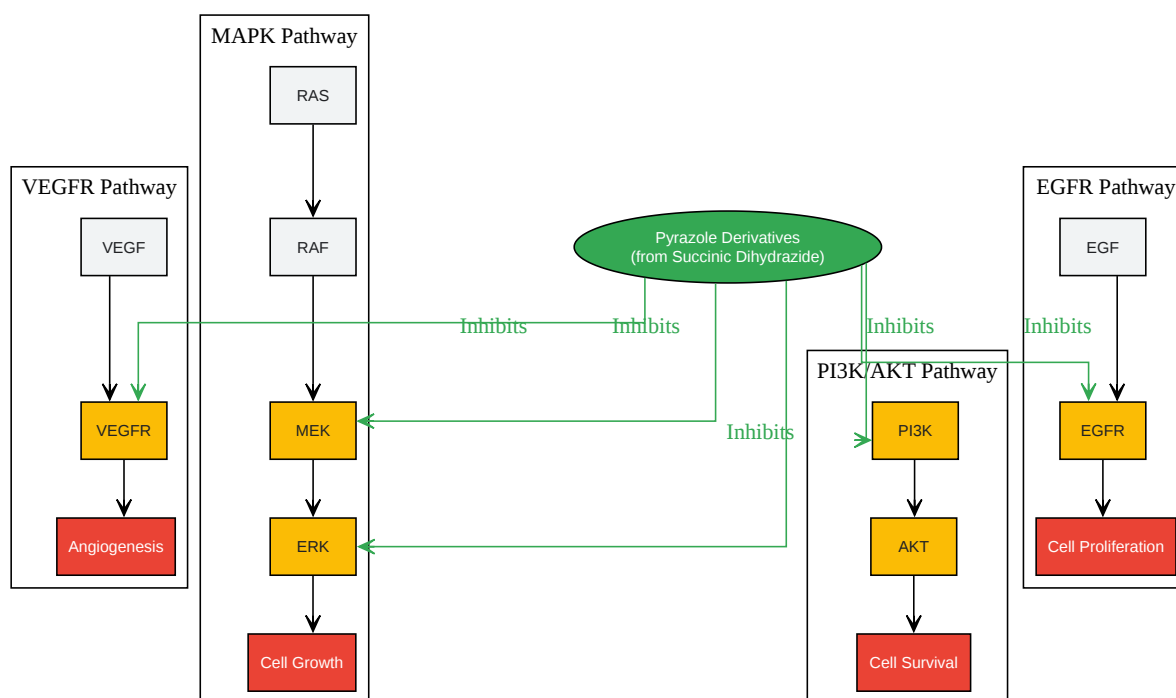 MAPK Pathway
RAS
VEGFR Pathway
EGFR Pathway
VEGF
RAF
Pyrazole Derivatives
(from Succinic Dihydrazide)
EGF
Inhibits
Inhibits
Inhibits
Inhibits
PI3K/AKT Pathway
VEGFR
MEK
Inhibits
PI3K
EGFR
Angiogenesis
ERK
AKT
Cell Proliferation
Cell Growth
Cell Survival